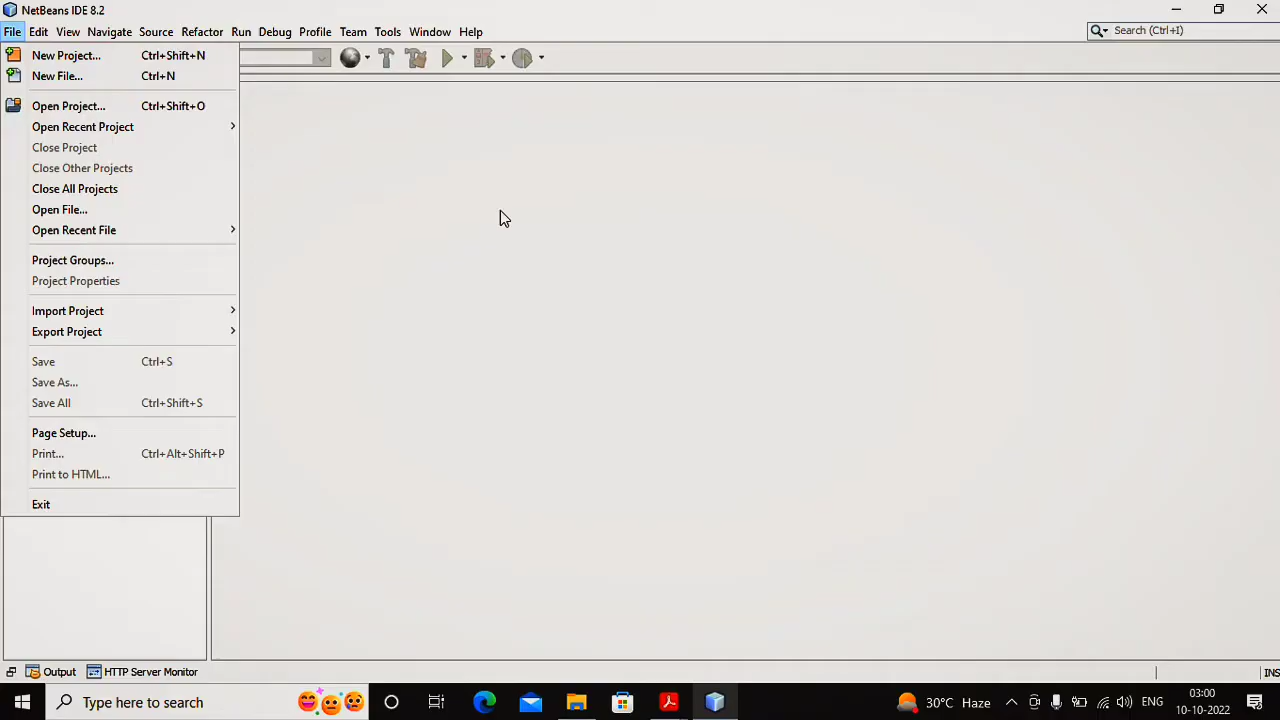 NetBeans IDE 8.2
File Edit View Navigate Source Refactor Run Debug Profile Team Tools Window Help
Search (Ctrl+I)
New Project... Ctrl+Shift+N
New File... Ctrl+N
Open Project... Ctrl+Shift+O
Open Recent Project
Close Project
Close Other Projects
Close All Projects
Open File...
Open Recent File
Project Groups...
Project Properties
Import Project
Export Project
Save Ctrl+S
Save As...
Save All Ctrl+Shift+S
Page Setup...
Print... Ctrl+Alt+Shift+P
Print to HTML...
Exit
Output HTTP Server Monitor
INS
Type here to search
30°C Haze
ENG
03:00
10-10-2022